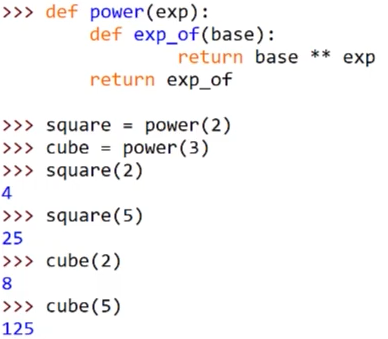 >>> def power(exp):
        def exp_of(base):
                return base ** exp
        return exp_of

>>> square = power(2)
>>> cube = power(3)
>>> square(2)
4
>>> square(5)
25
>>> cube(2)
8
>>> cube(5)
125